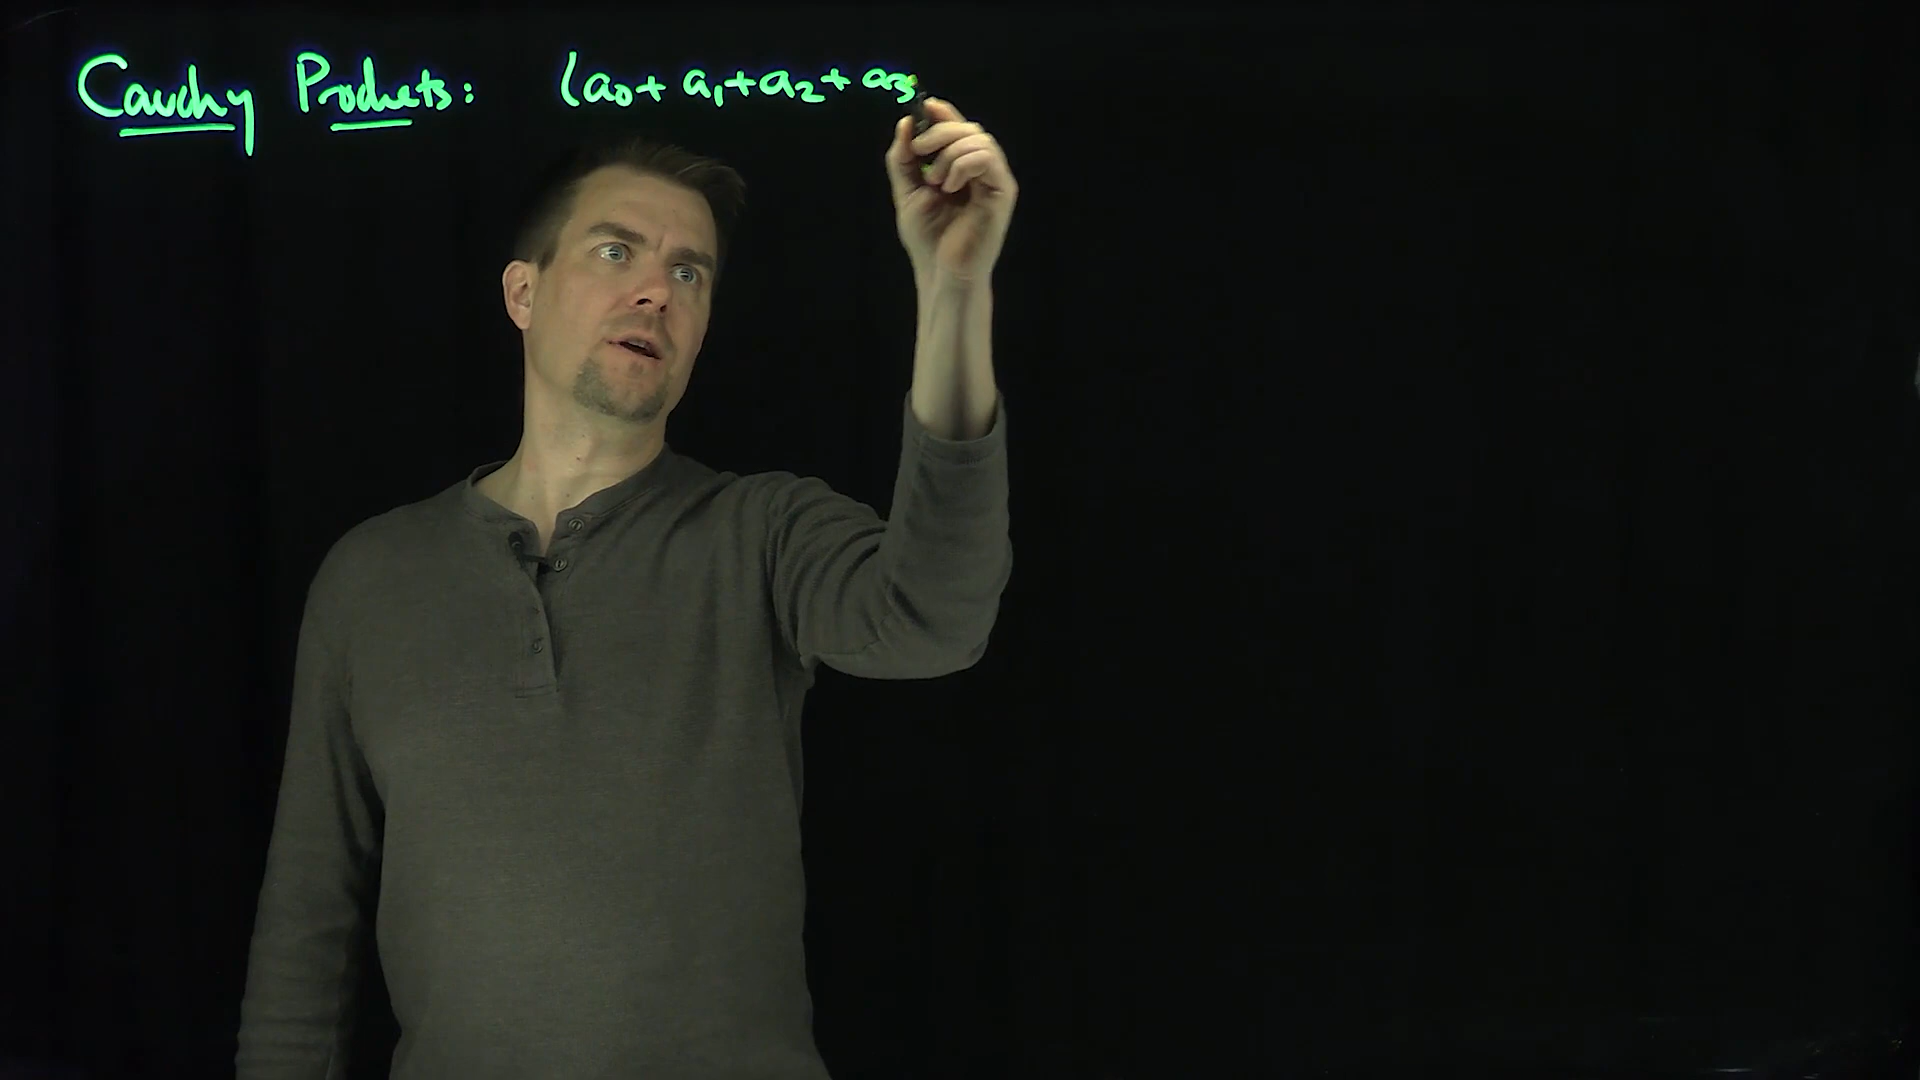 Cauchy Products: (a₀ + a₁ + a₂ + a₃